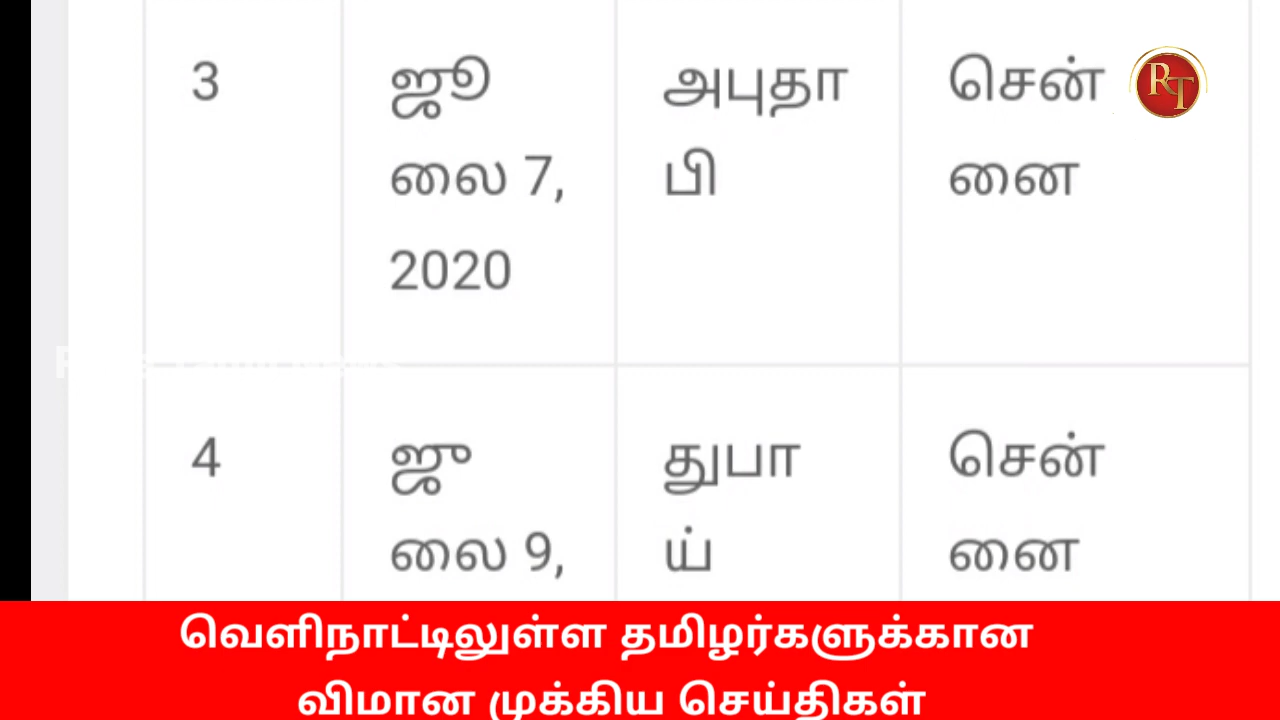 3 ஜூ அபுதா சென்
லை 7, பி னை
2020
4 ஜு துபா சென்
லை 9, ய் னை
RT
வெளிநாட்டிலுள்ள தமிழர்களுக்கான
விமான முக்கிய செய்திகள்